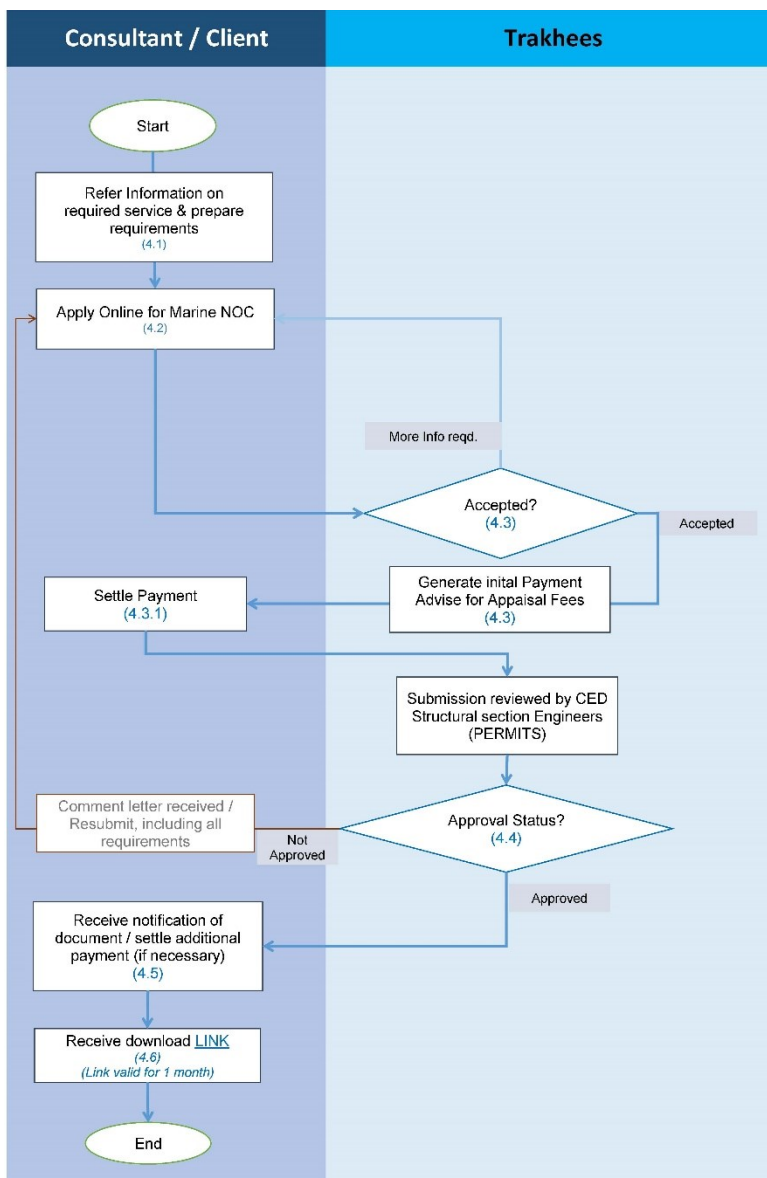 Consultant / Client
Trakhees
Start
Refer Information on
required service & prepare
requirements
(4.1)
Apply Online for Marine NOC
(4.2)
More Info reqd.
Accepted?
(4.3)
Accepted
Generate inital Payment
Advise for Appaisal Fees
(4.3)
Settle Payment
(4.3.1)
Submission reviewed by CED
Structural section Engineers
(PERMITS)
Approval Status?
(4.4)
Not
Approved
Comment letter received /
Resubmit, including all
requirements
Approved
Receive notification of
document / settle additional
payment (if necessary)
(4.5)
Receive download LINK
(4.6)
(Link valid for 1 month)
End